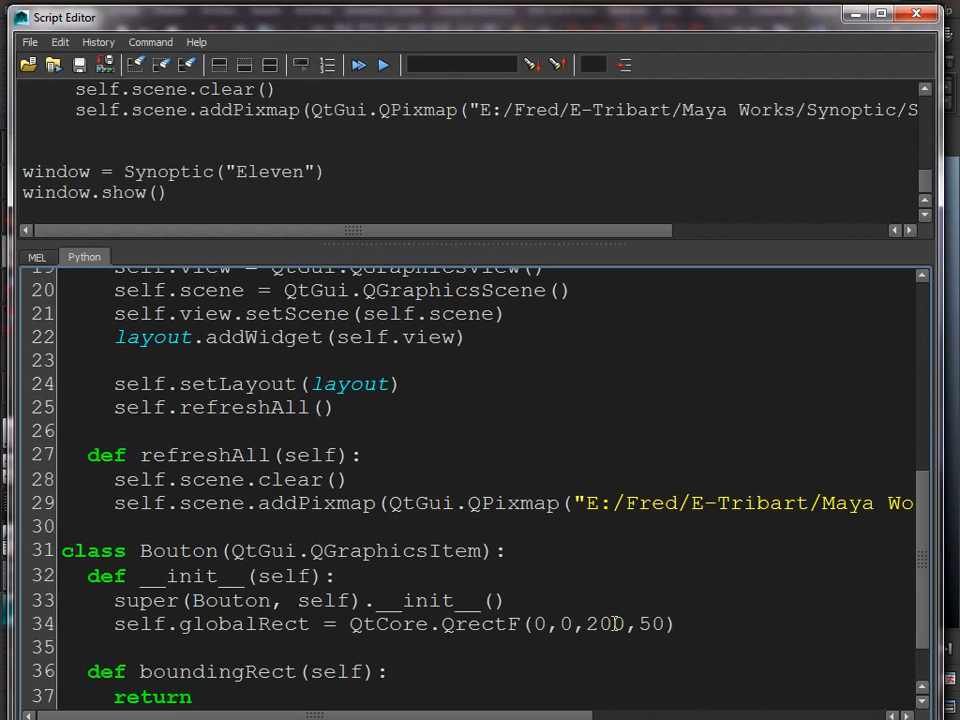 Script Editor
File Edit History Command Help
self.scene.clear()
self.scene.addPixmap(QtGui.QPixmap("E:/Fred/E-Tribart/Maya Works/Synoptic/S
window = Synoptic("Eleven")
window.show()
MEL Python
19 self.view = QtGui.QGraphicsView()
20 self.scene = QtGui.QGraphicsScene()
21 self.view.setScene(self.scene)
22 layout.addWidget(self.view)
23
24 self.setLayout(layout)
25 self.refreshAll()
26
27 def refreshAll(self):
28 self.scene.clear()
29 self.scene.addPixmap(QtGui.QPixmap("E:/Fred/E-Tribart/Maya Wo
30
31 class Bouton(QtGui.QGraphicsItem):
32 def __init__(self):
33 super(Bouton, self).__init__()
34 self.globalRect = QtCore.QrectF(0,0,200,50)
35
36 def boundingRect(self):
37 return